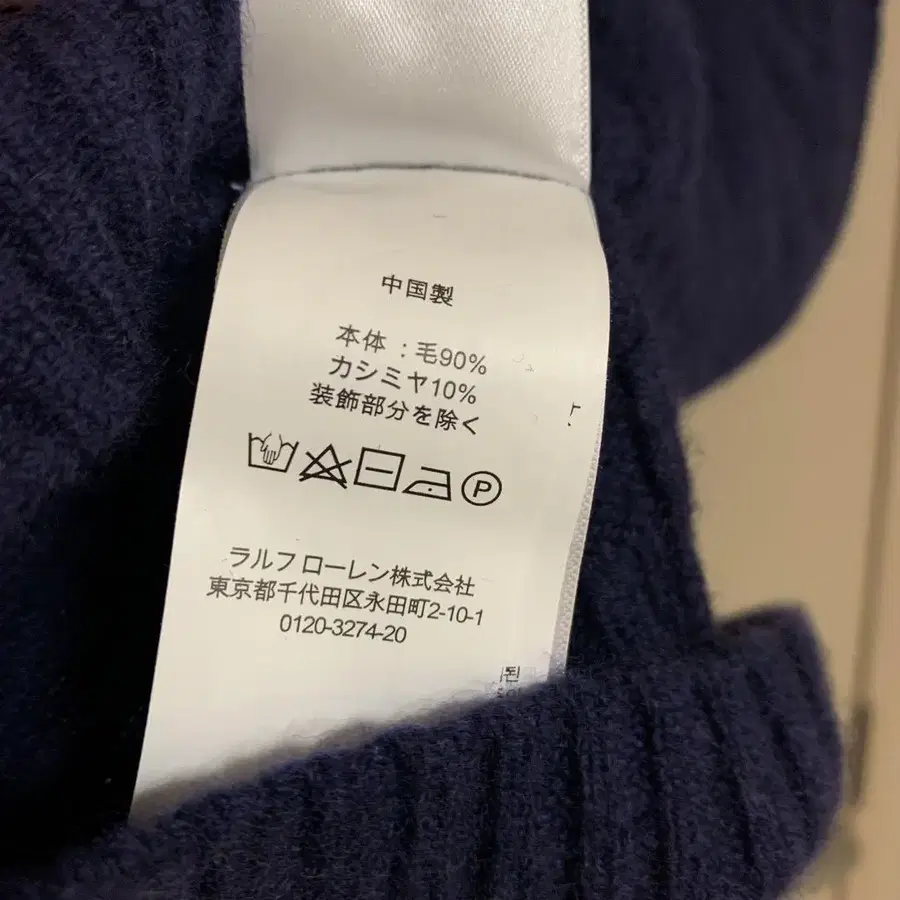 中国製
本体 : 毛90%
カシミヤ10%
装飾部分を除く
P
ラルフ ローレン株式会社
東京都千代田区永田町2-10-1
0120-3274-20